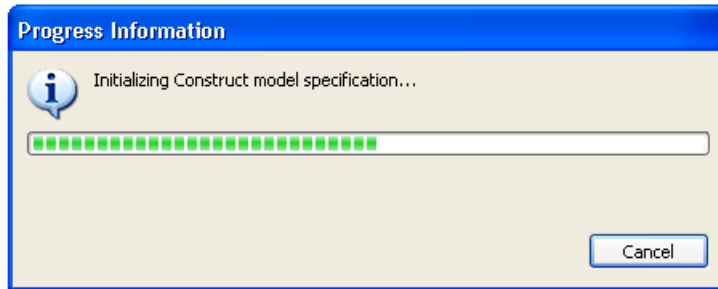 Progress Information
Initializing Construct model specification...
Cancel